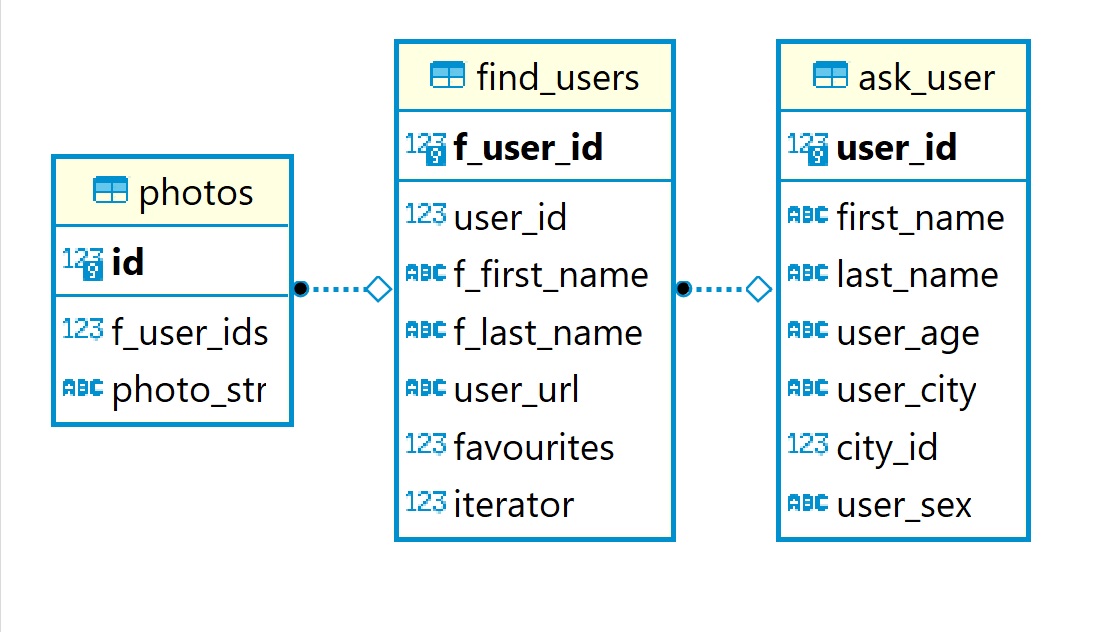 photos
123 id
123 f_user_ids
ABC photo_str
find_users
123 f_user_id
123 user_id
ABC f_first_name
ABC f_last_name
ABC user_url
123 favourites
123 iterator
ask_user
123 user_id
ABC first_name
ABC last_name
ABC user_age
ABC user_city
123 city_id
ABC user_sex